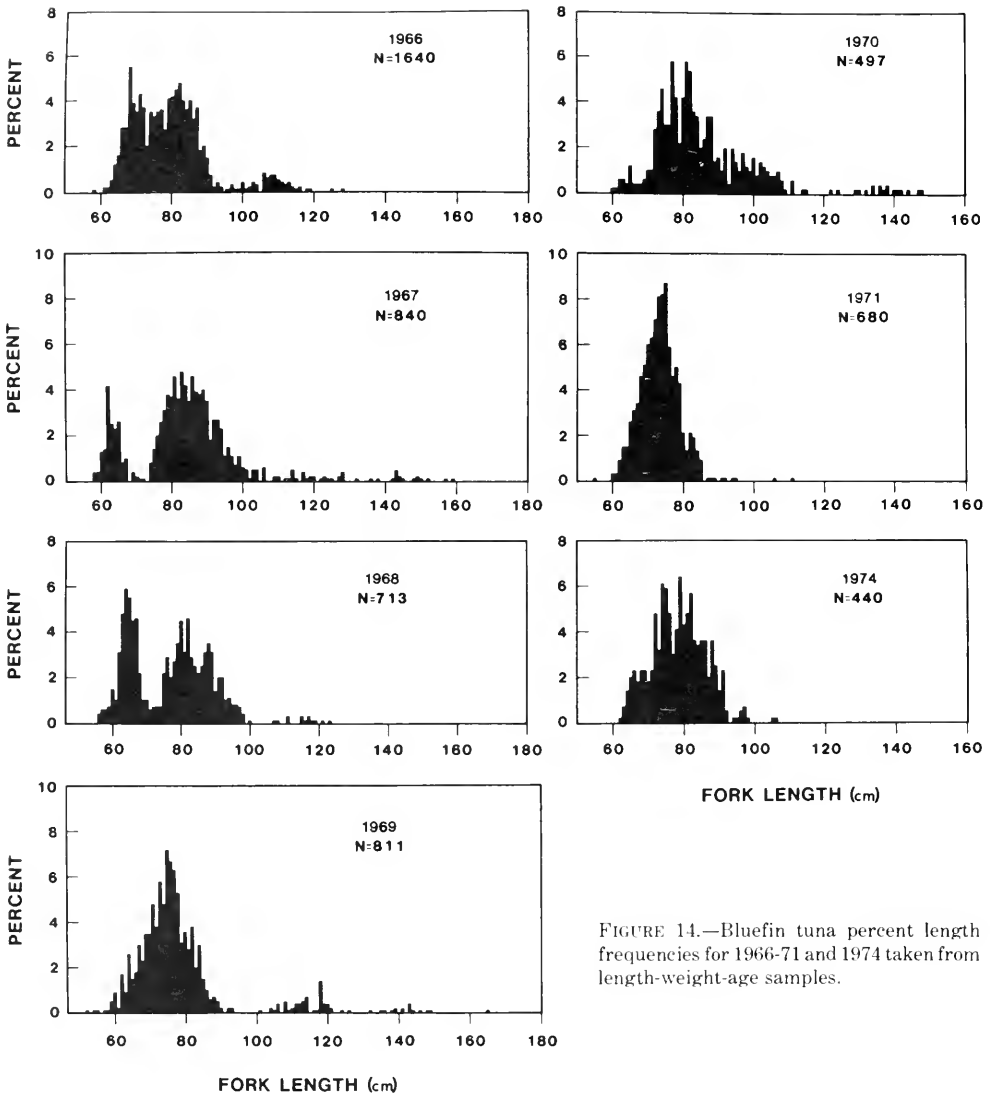 8
6
4
2
0
PERCENT
1966
N=1640
60 80 100 120 140 160 180
10
8
6
4
2
0
PERCENT
1967
N=840
60 80 100 120 140 160 180
8
6
4
2
0
PERCENT
1968
N=713
60 80 100 120 140 160 180
10
8
6
4
2
0
PERCENT
1969
N=811
60 80 100 120 140 160 180
FORK LENGTH (cm)
8
6
4
2
0
1970
N=497
60 80 100 120 140 160
10
8
6
4
2
0
1971
N=680
60 80 100 120 140 160
8
6
4
2
0
1974
N=440
60 80 100 120 140 160
FORK LENGTH (cm)
FIGURE 14.—Bluefin tuna percent length
frequencies for 1966-71 and 1974 taken from
length-weight-age samples.